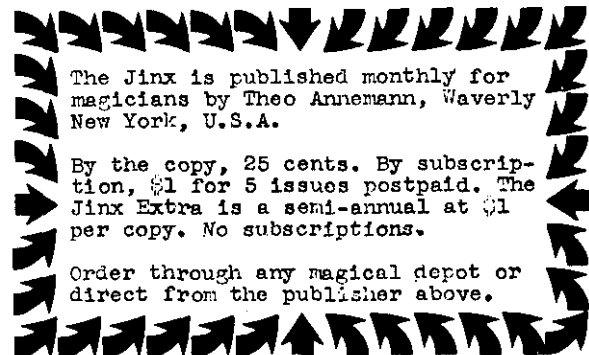 The Jinx is published monthly for
magicians by Theo Annemann, Waverly
New York, U.S.A.
By the copy, 25 cents. By subscrip-
tion, $1 for 5 issues postpaid. The
Jinx Extra is a semi-annual at $1
per copy. No subscriptions.
Order through any magical depot or
direct from the publisher above.